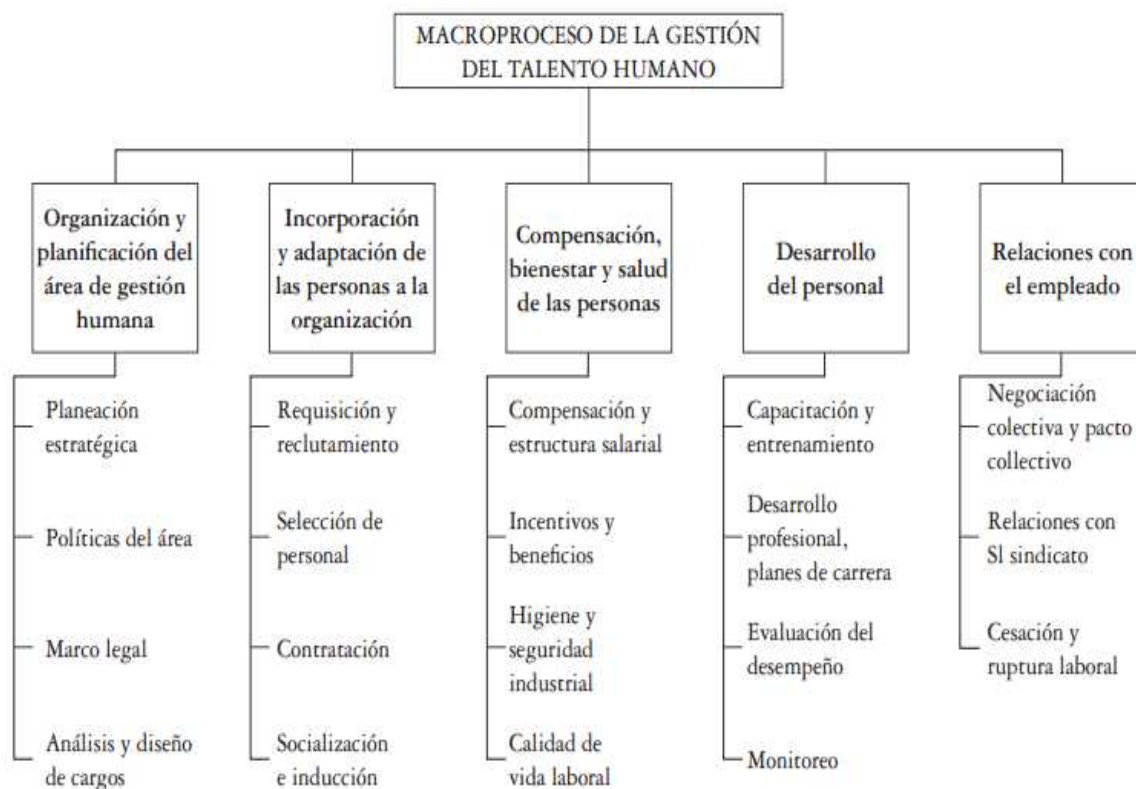 MACROPROCESO DE LA GESTIÓN
DEL TALENTO HUMANO
Organización y
planificación del
área de gestión
humana
Planeación
estratégica
Políticas del área
Marco legal
Análisis y diseño
de cargos
Incorporación
y adaptación de
las personas a la
organización
Requisición y
reclutamiento
Selección de
personal
Contratación
Socialización
e inducción
Compensación,
bienestar y salud
de las personas
Compensación y
estructura salarial
Incentivos y
beneficios
Higiene y
seguridad
industrial
Calidad de
vida laboral
Desarrollo
del personal
Capacitación y
entrenamiento
Desarrollo
profesional,
planes de carrera
Evaluación del
desempeño
Monitoreo
Relaciones con
el empleado
Negociación
colectiva y pacto
collectivo
Relaciones con
Sl sindicato
Cesación y
ruptura laboral